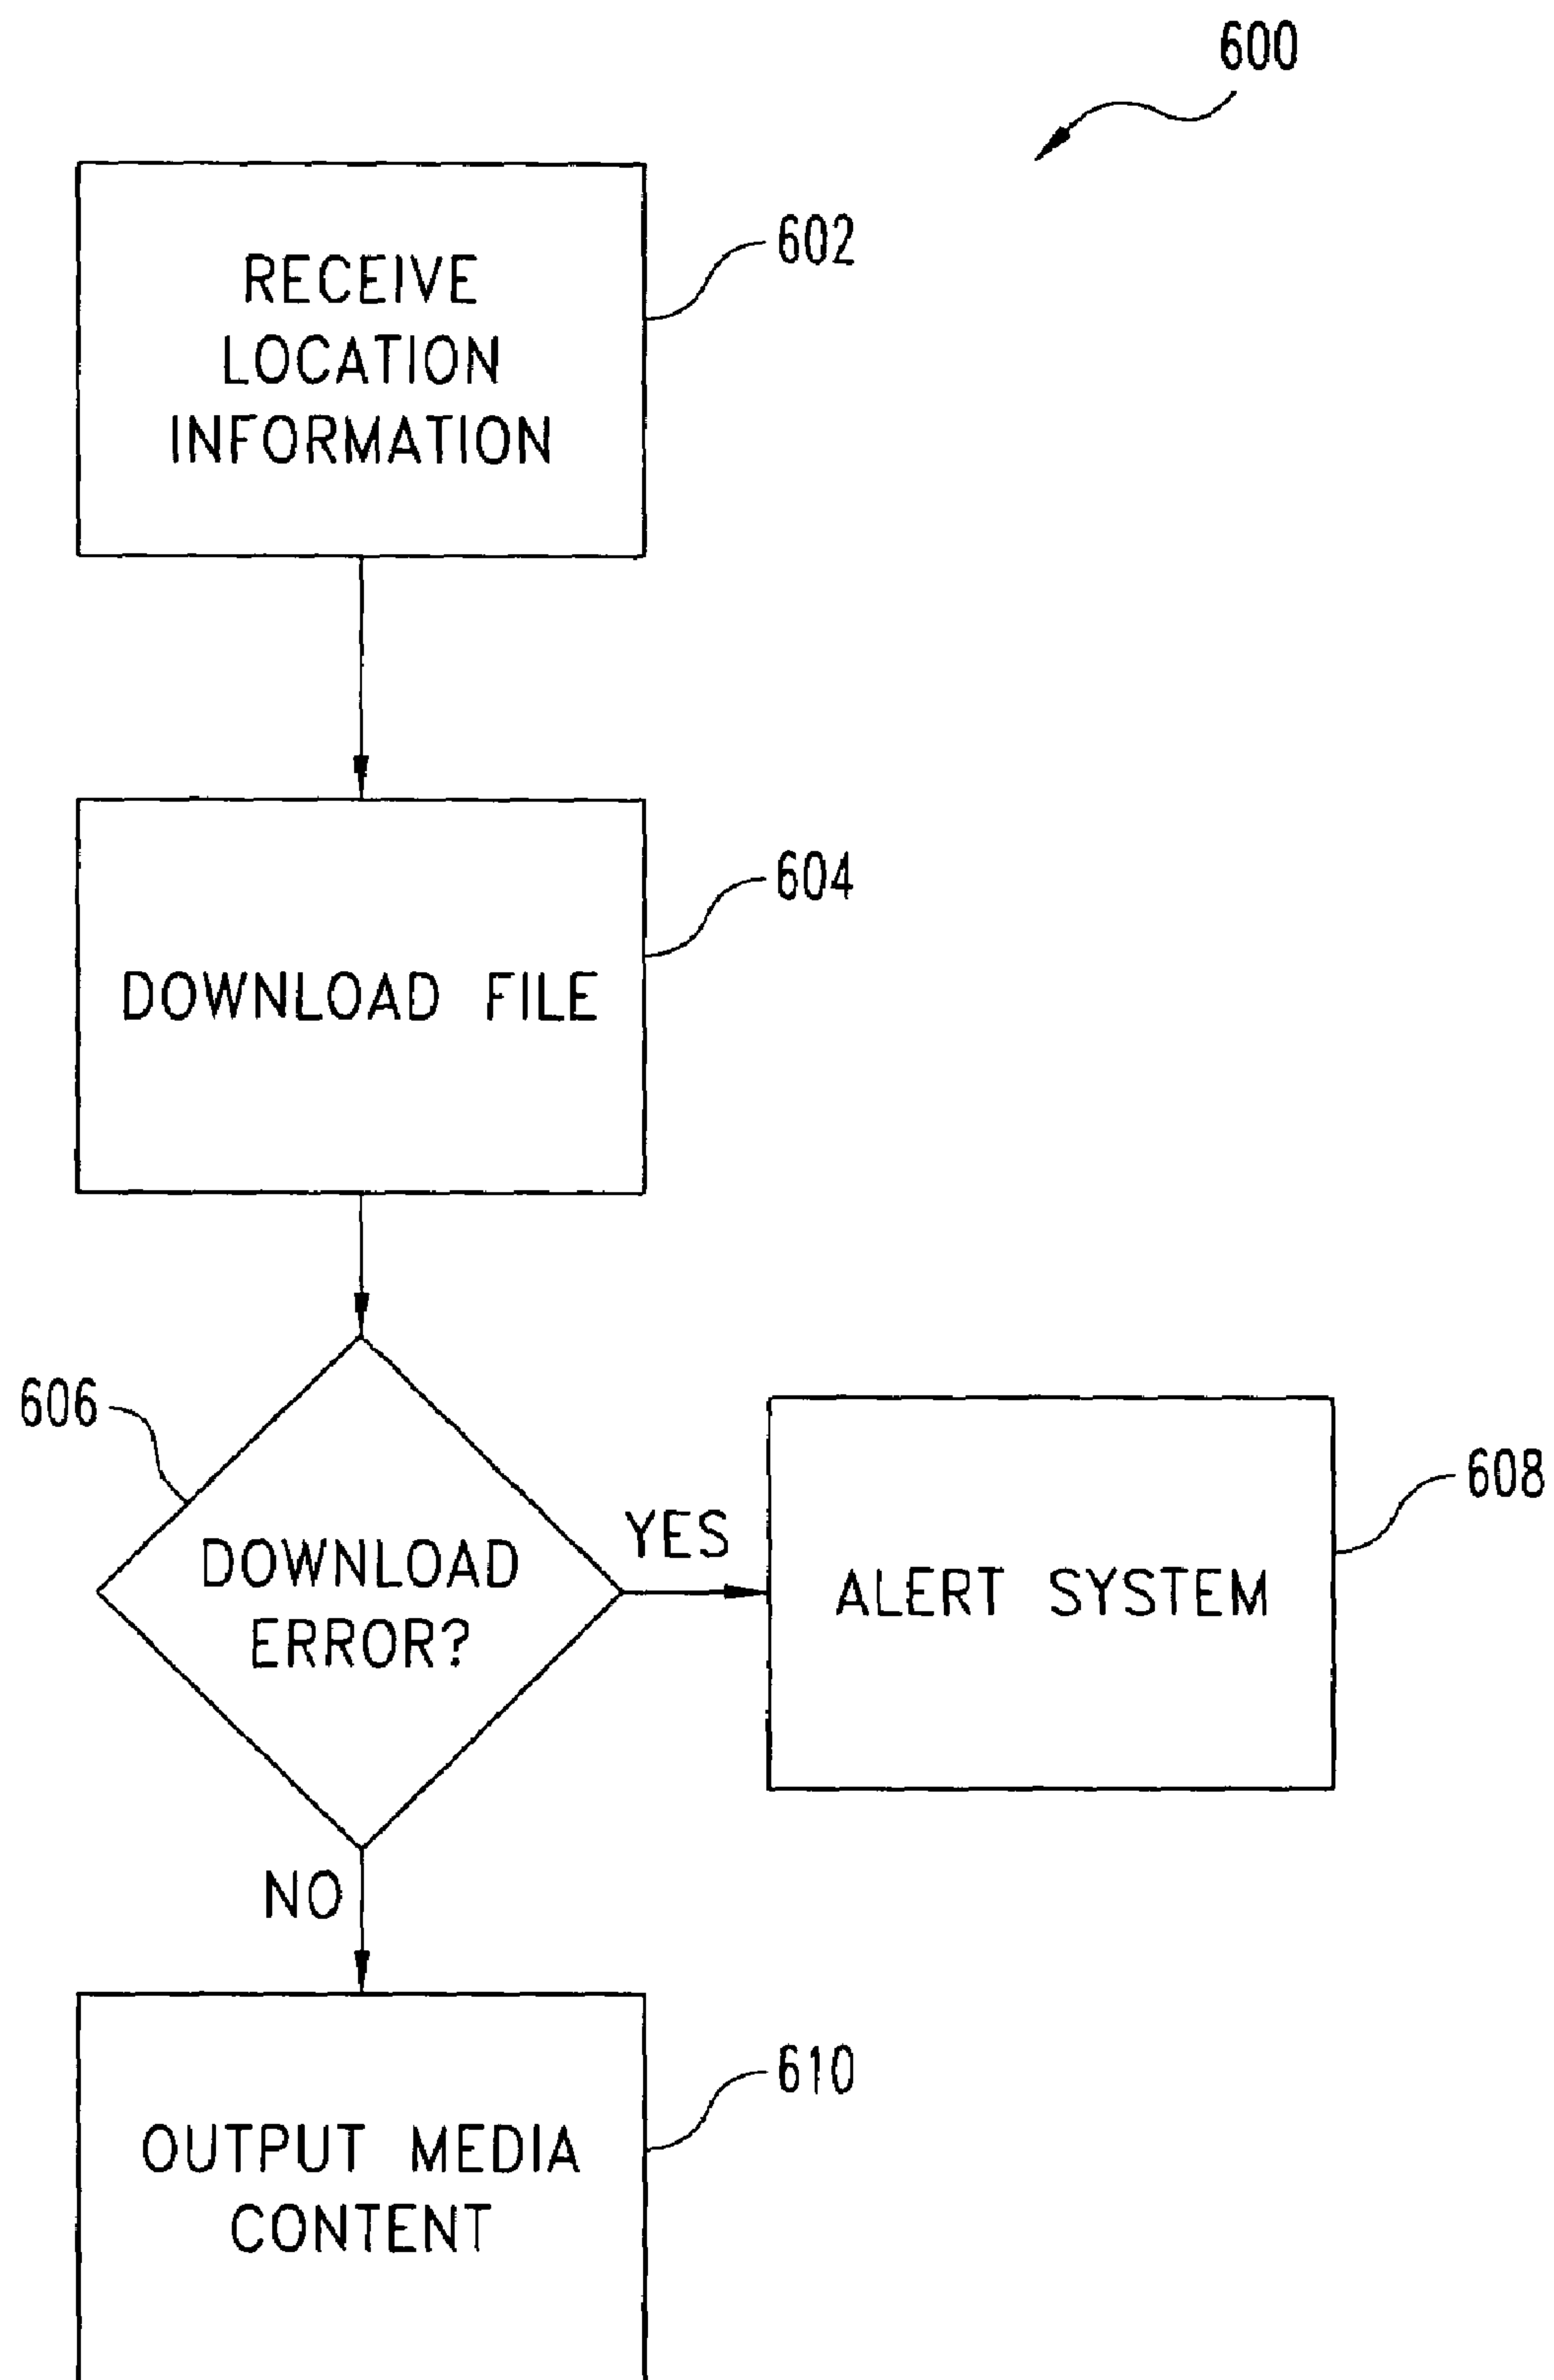 600
RECEIVE
LOCATION
INFORMATION
602
DOWNLOAD FILE
604
606
DOWNLOAD
ERROR?
YES
ALERT SYSTEM
608
NO
OUTPUT MEDIA
CONTENT
610